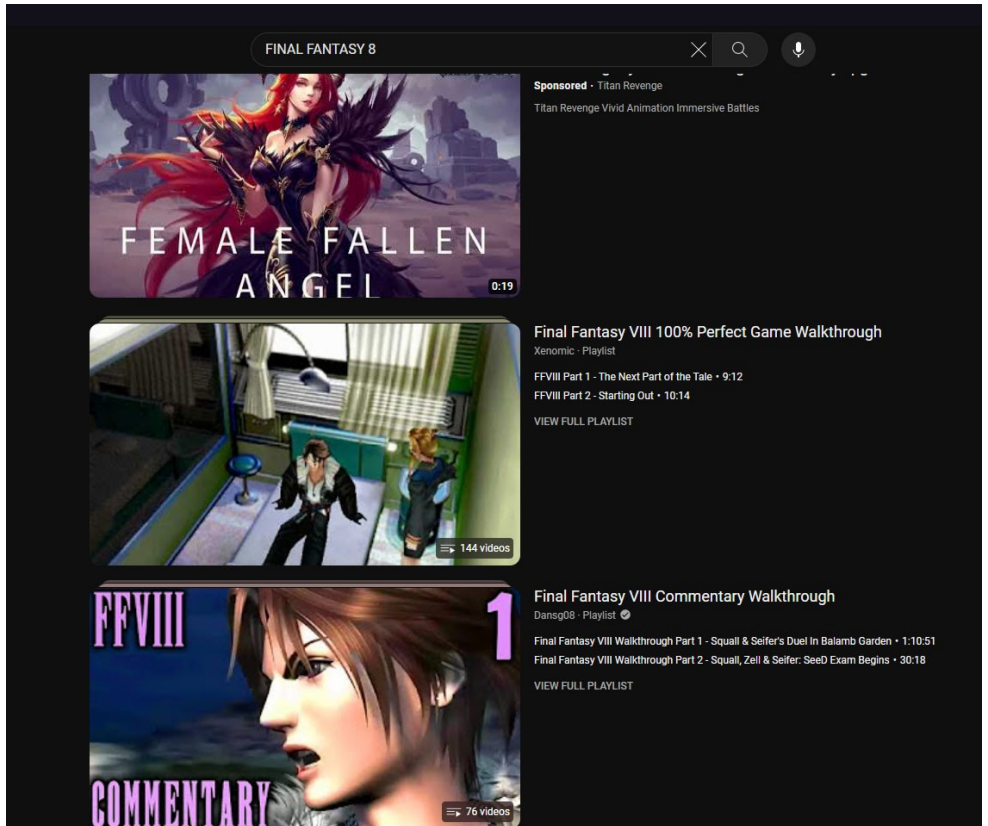 FINAL FANTASY 8
Sponsored · Titan Revenge
Titan Revenge Vivid Animation Immersive Battles
FEMALE FALLEN
ANGEL
0:19
Final Fantasy VIII 100% Perfect Game Walkthrough
Xenomic · Playlist
FFVIII Part 1 - The Next Part of the Tale • 9:12
FFVIII Part 2 - Starting Out • 10:14
VIEW FULL PLAYLIST
144 videos
Final Fantasy VIII Commentary Walkthrough
Dansg08 · Playlist
Final Fantasy VIII Walkthrough Part 1 - Squall & Seifer's Duel In Balamb Garden • 1:10:51
Final Fantasy VIII Walkthrough Part 2 - Squall, Zell & Seifer: SeeD Exam Begins • 30:18
VIEW FULL PLAYLIST
FFVIII 1
COMMENTARY
76 videos